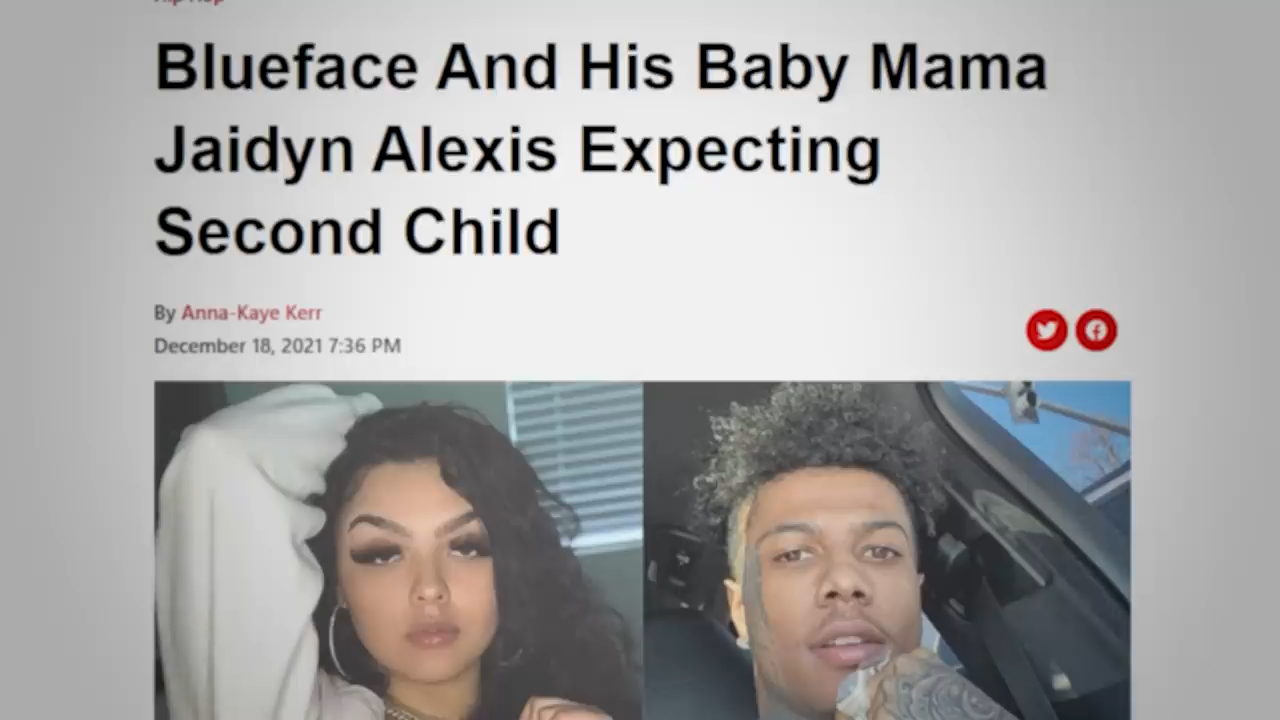 Blueface And His Baby Mama
Jaidyn Alexis Expecting
Second Child
By Anna-Kaye Kerr
December 18, 2021 7:36 PM